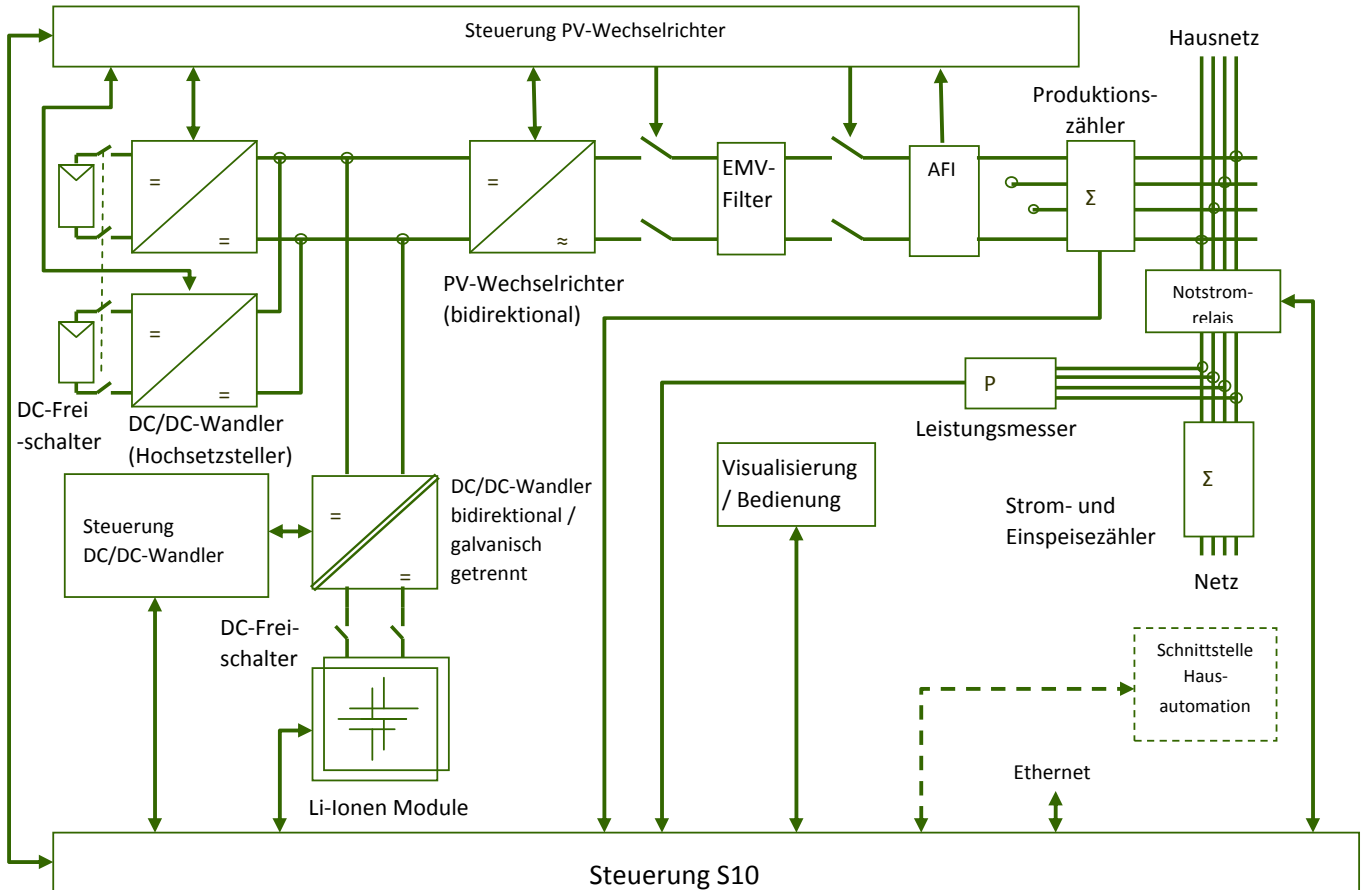 Steuerung PV-Wechselrichter
Hausnetz
Produktions-
zähler
=
=
=
≈
EMV-
Filter
AFI
Σ
PV-Wechselrichter
(bidirektional)
=
=
Notstrom-
relais
P
Leistungsmesser
DC-Frei
-schalter
DC/DC-Wandler
(Hochsetzsteller)
Visualisierung
/ Bedienung
Σ
Strom- und
Einspeisezähler
Netz
Steuerung
DC/DC-Wandler
=
=
DC/DC-Wandler
bidirektional /
galvanisch
getrennt
DC-Frei-
schalter
Schnittstelle
Haus-
automation
Ethernet
Li-Ionen Module
Steuerung S10